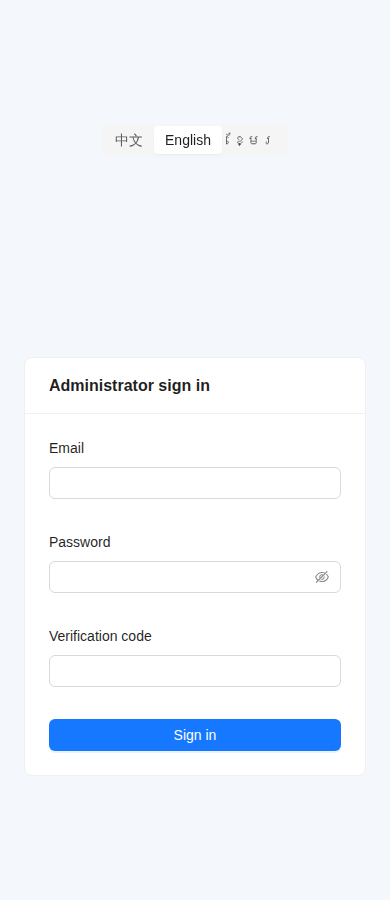 中文 English ខ្មែរ
Administrator sign in
Email
Password
Verification code
Sign in